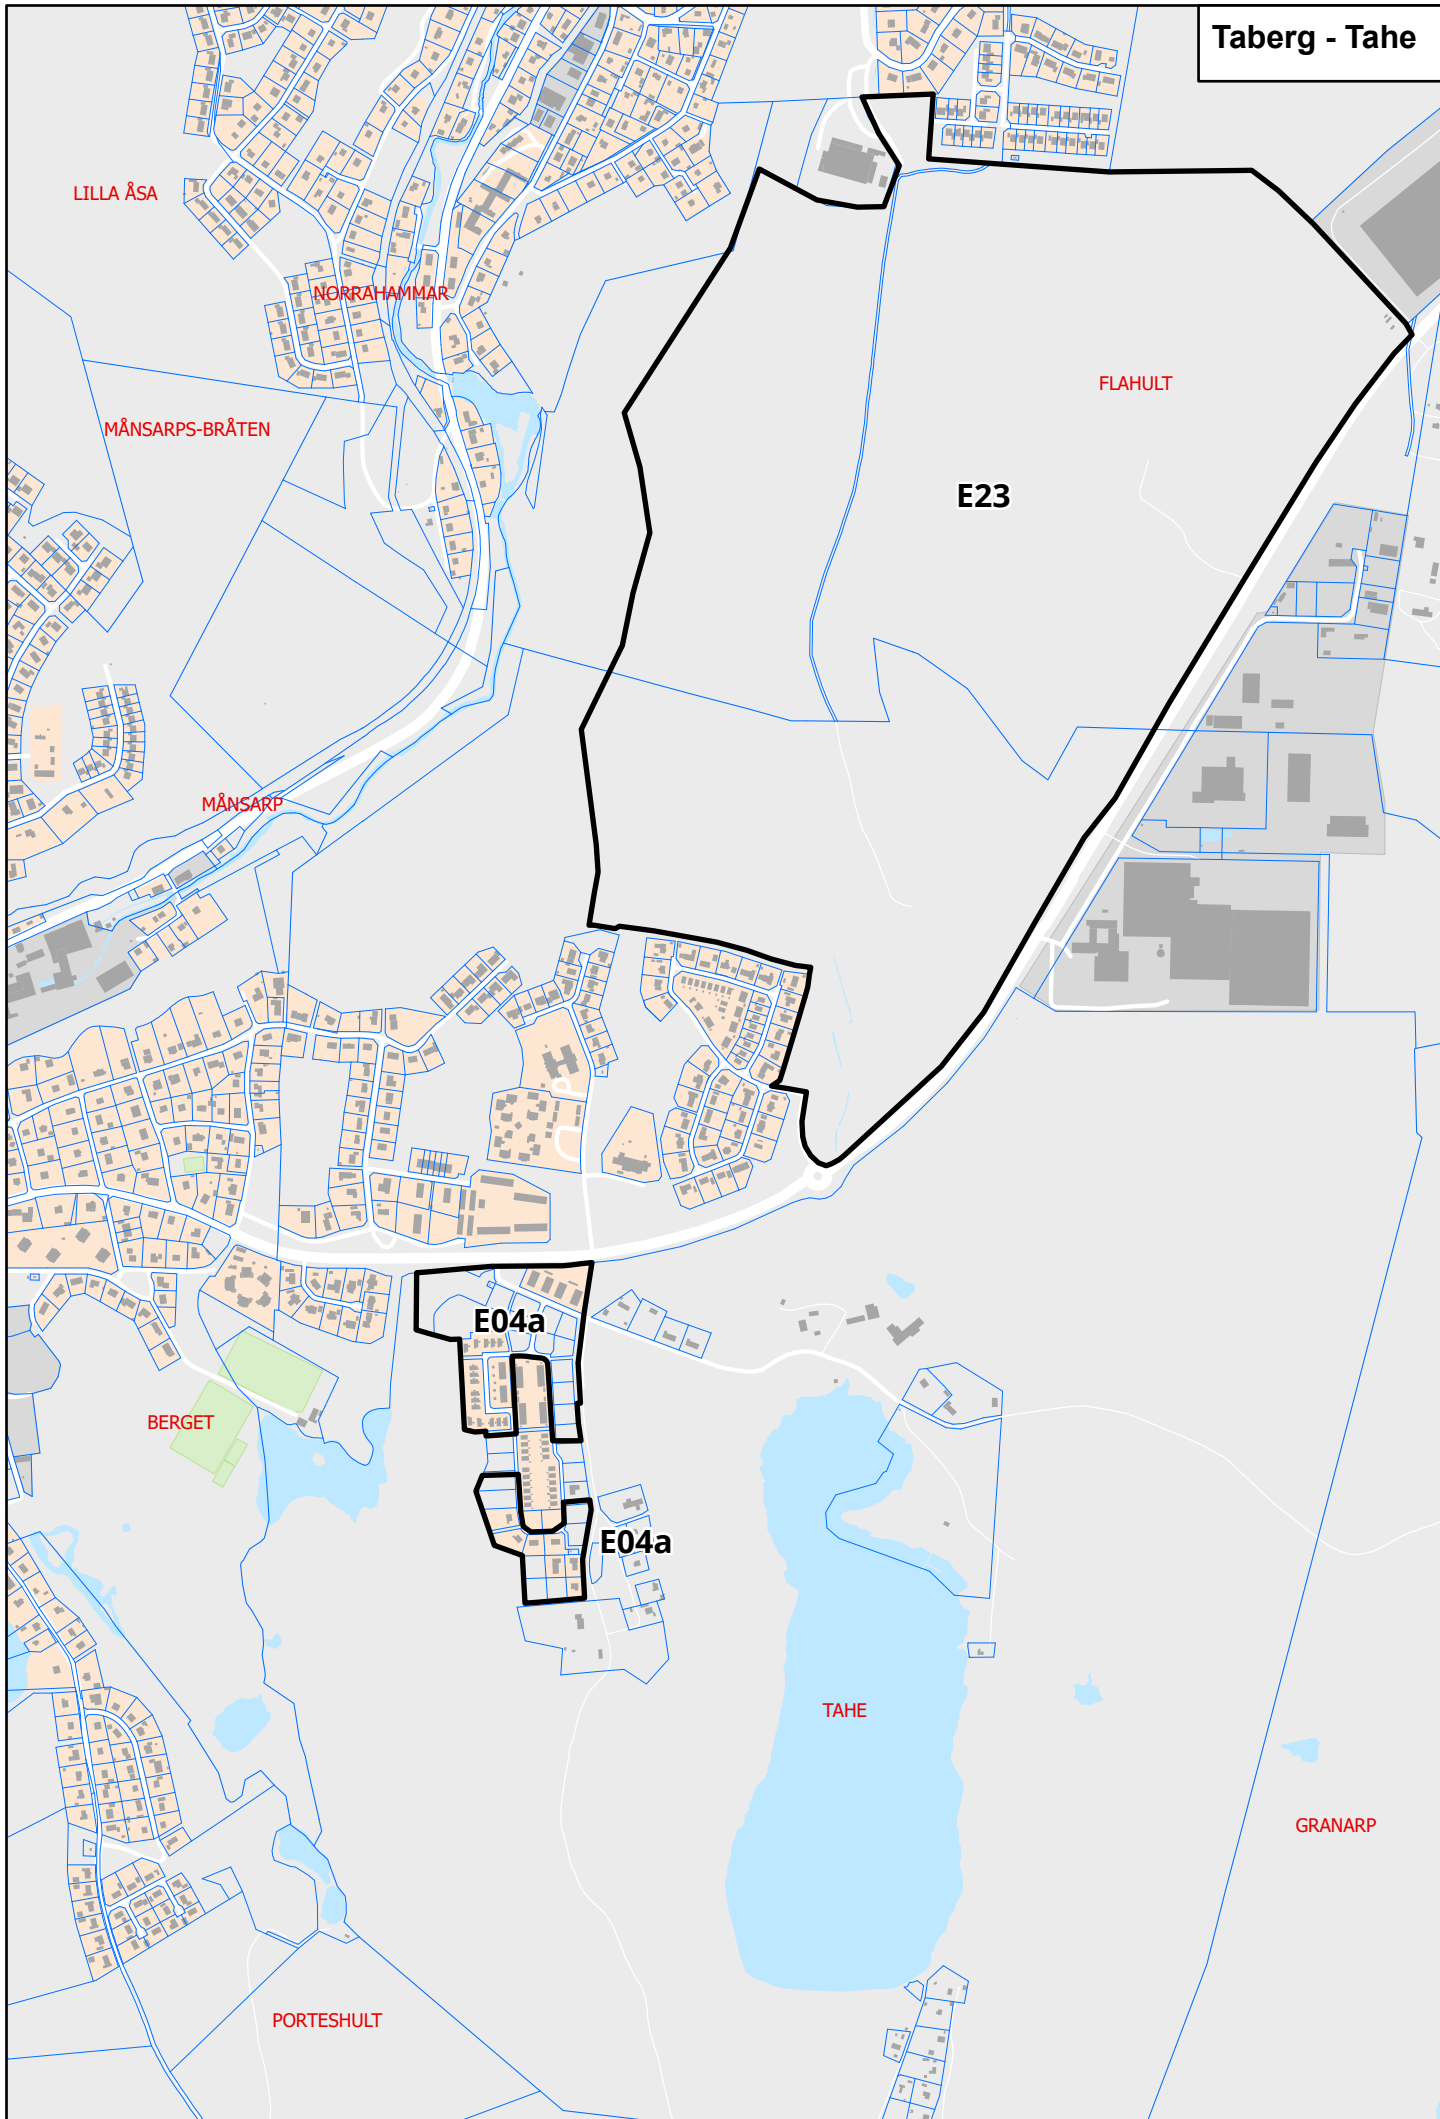 Taberg - Tahe
LILLA ÅSA
NORRAHAMMAR
FLAHULT
MÅNSARPS-BRÅTEN
E23
MÅNSARP
E04a
BERGET
E04a
TAHE
GRANARP
PORTESHULT